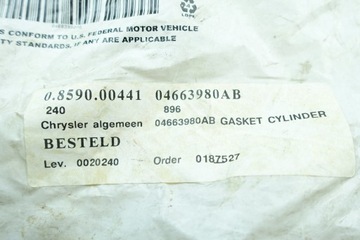 S CONFORM TO U.S. FEDERAL MOTOR VEHICLE
TY STANDARDS, IF ANY ARE APPLICABLE
LDPE
0.8590.00441 04663980AB
240 896
Chrysler algemeen 04663980AB GASKET CYLINDER
BESTELD
Lev. 0020240 Order 0187527